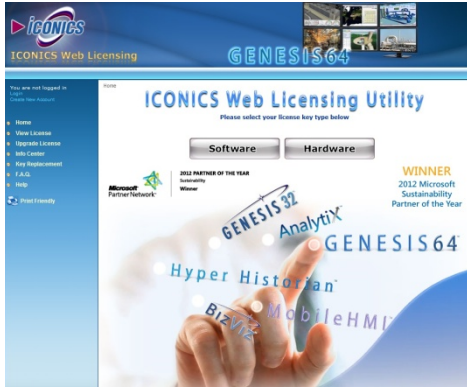 ICONICS
ICONICS Web Licensing
GENESIS64
You are not logged in
Login
Create New Account
Home
View License
Upgrade License
Info Center
Key Replacement
F.A.Q.
Help
Print Friendly
Home
ICONICS Web Licensing Utility
Please select your license key type below
Software
Hardware
Microsoft
Partner Network
2012 PARTNER OF THE YEAR
Sustainability
Winner
WINNER
2012 Microsoft
Sustainability
Partner of the Year
GENESIS32
AnalytiX
GENESIS64
Hyper Historian
BizViz
MobileHMI